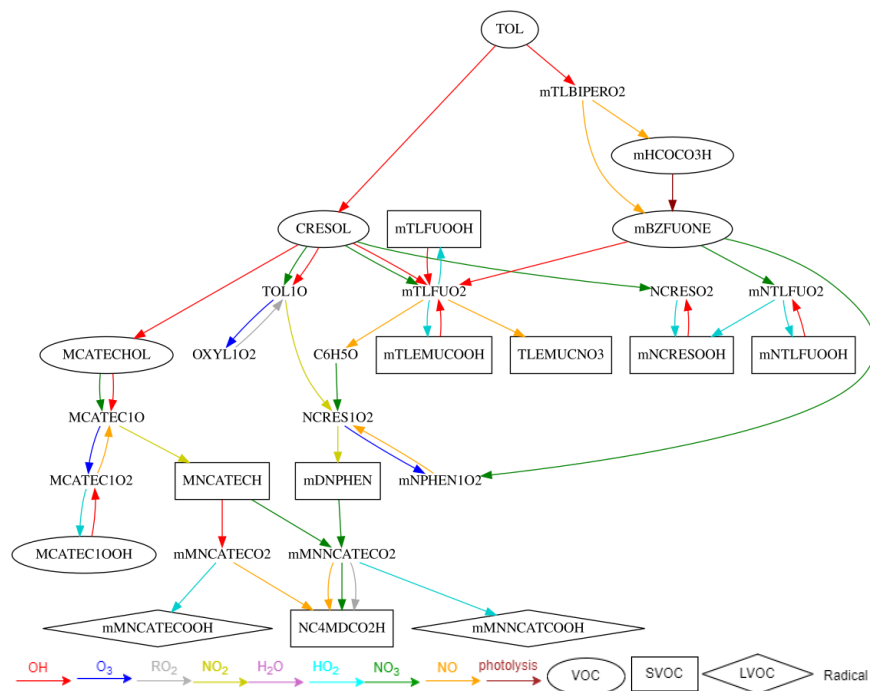 TOL
mTLBIPERO2
mHCOCO3H
CRESOL
mTLFUOOH
mBZFUONE
TOL1O
mTLFUO2
NCRESO2
mNTLFUO2
MCATECHOL
OXYL1O2
C6H5O
mTLEMUCOOH
TLEMUCNO3
mNCRESOOH
mNTLFUOOH
MCATEC1O
NCRES1O2
MCATEC1O2
MNCATECH
mDNPHEN
mNPHEN1O2
MCATEC1OOH
mMNCATECO2
mMNNCATECO2
mMNCATECOOH
NC4MDCO2H
mMNNCATCOOH
OH O₃ RO₂ NO₂ H₂O HO₂ NO₃ NO photolysis VOC SVOC LVOC Radical